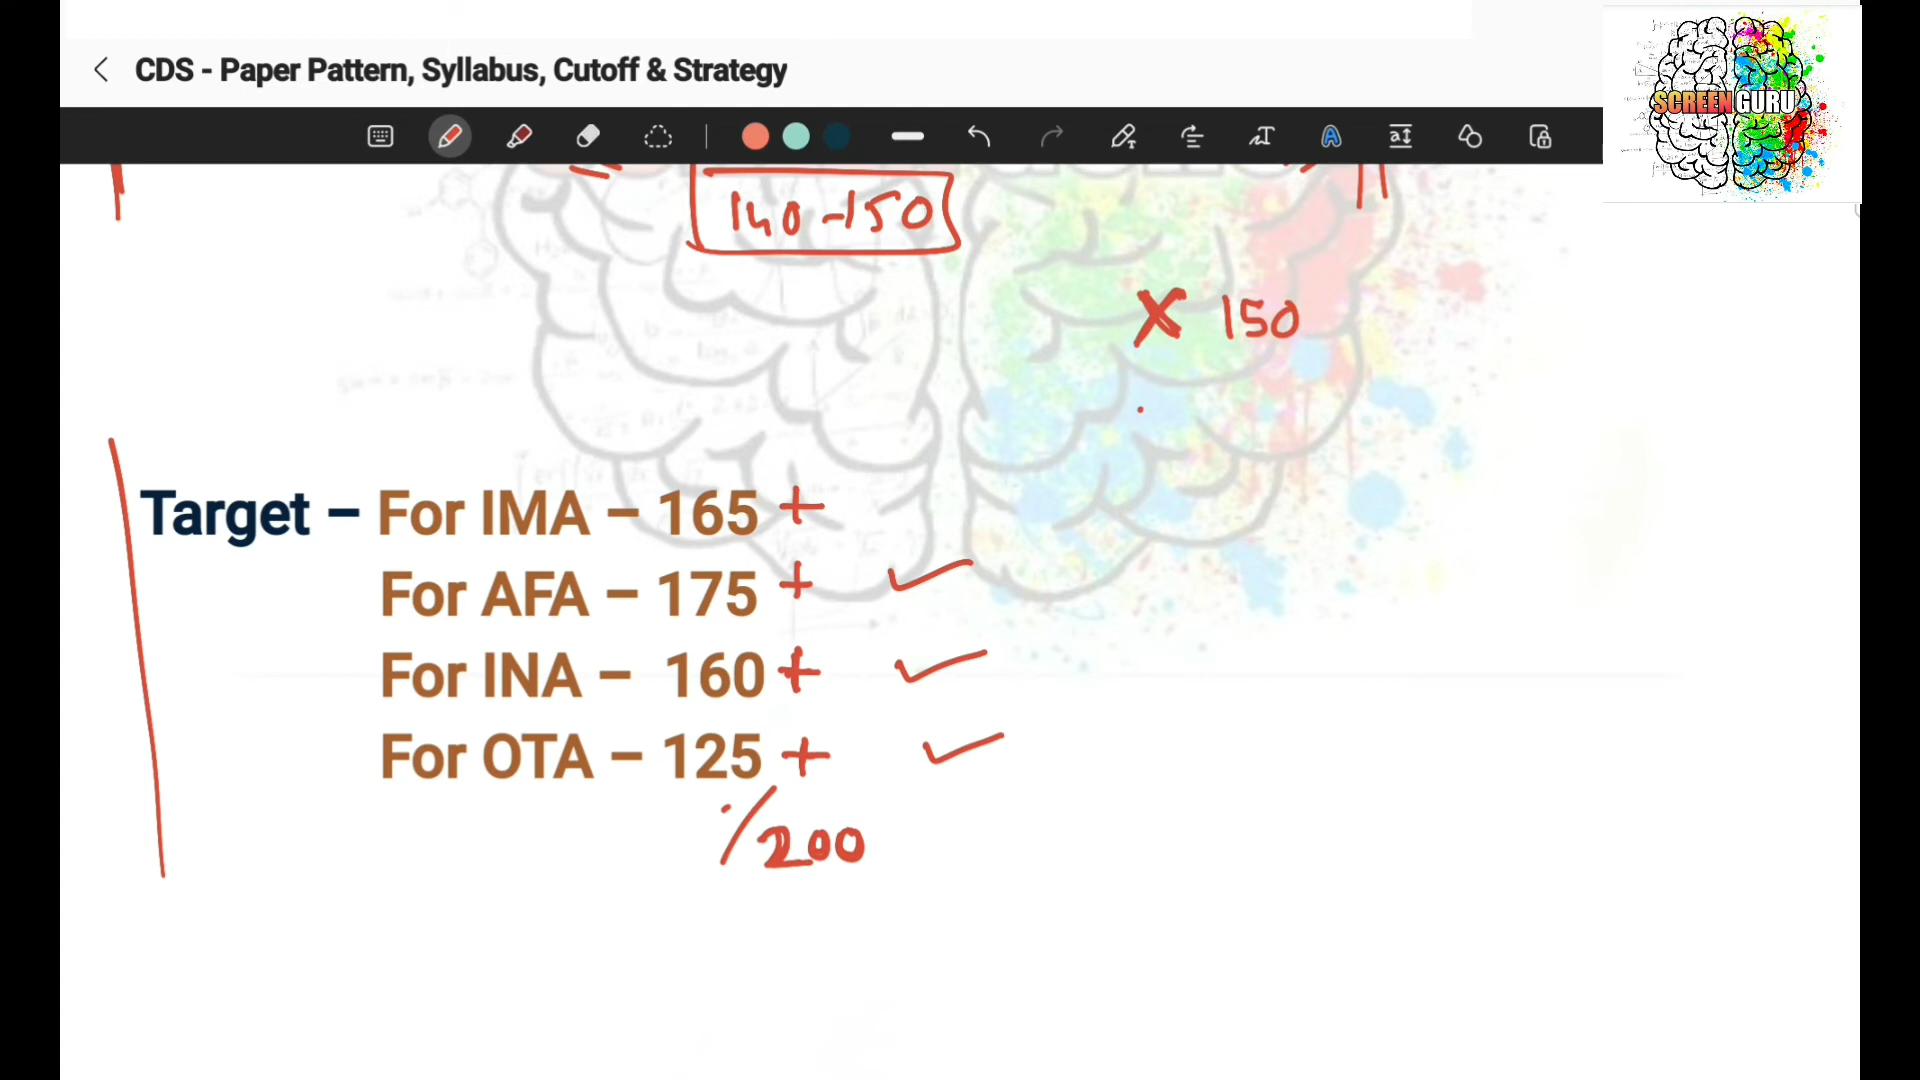 CDS - Paper Pattern, Syllabus, Cutoff & Strategy
SCREEN GURU
140-150
X 150
Target – For IMA – 165 +
For AFA – 175 +
For INA – 160 +
For OTA – 125 +
/200